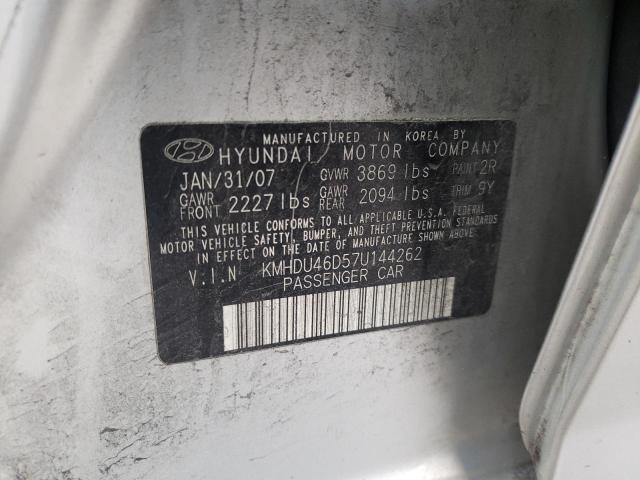 MANUFACTURED IN KOREA BY
HYUNDAI MOTOR COMPANY
JAN/31/07 GVWR 3869 lbs PAINT 2R
GAWR FRONT 2227 lbs GAWR REAR 2094 lbs TRIM 9Y
THIS VEHICLE CONFORMS TO ALL APPLICABLE U.S.A. FEDERAL
MOTOR VEHICLE SAFETY, BUMPER, AND THEFT PREVENTION
STANDARDS IN EFFECT ON THE DATE OF MANUFACTURE SHOWN ABOVE.
V.I.N. KMHDU46D57U144262
PASSENGER CAR